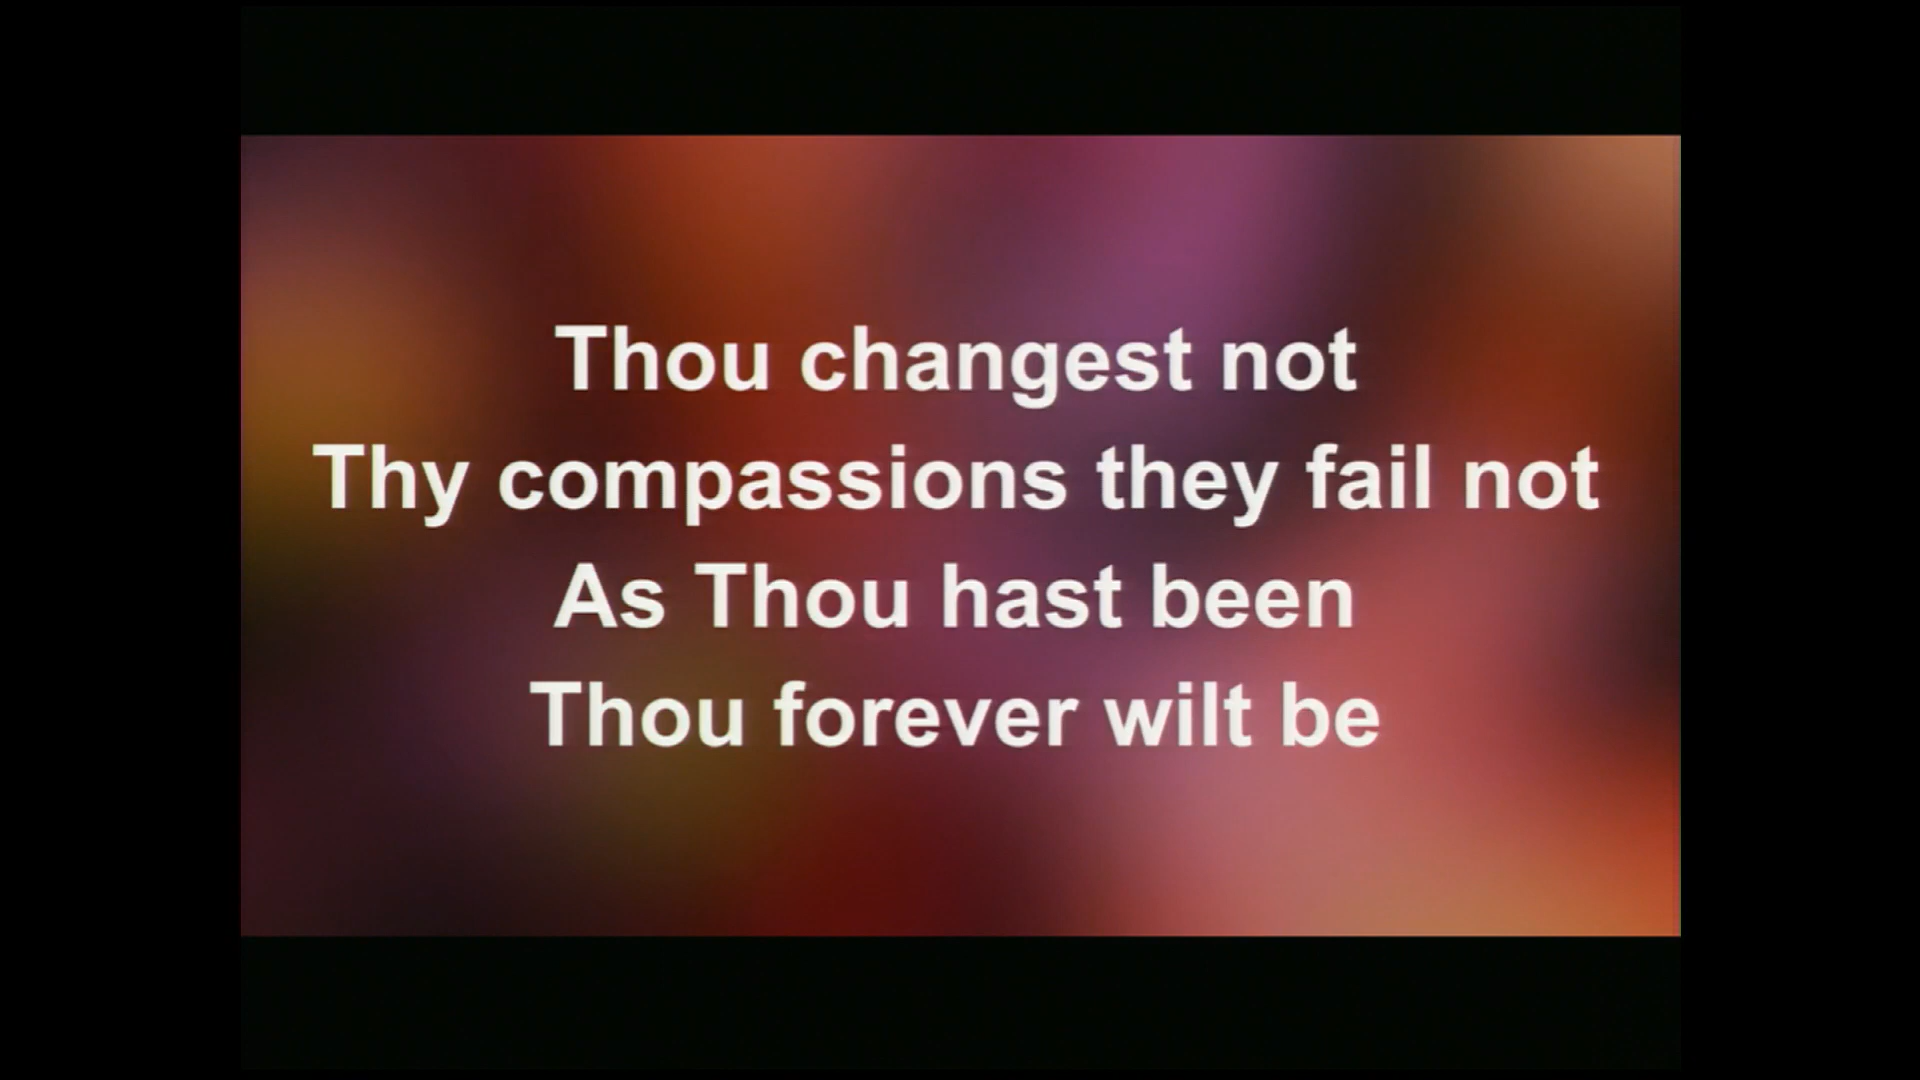 Thou changest not
Thy compassions they fail not
As Thou hast been
Thou forever wilt be